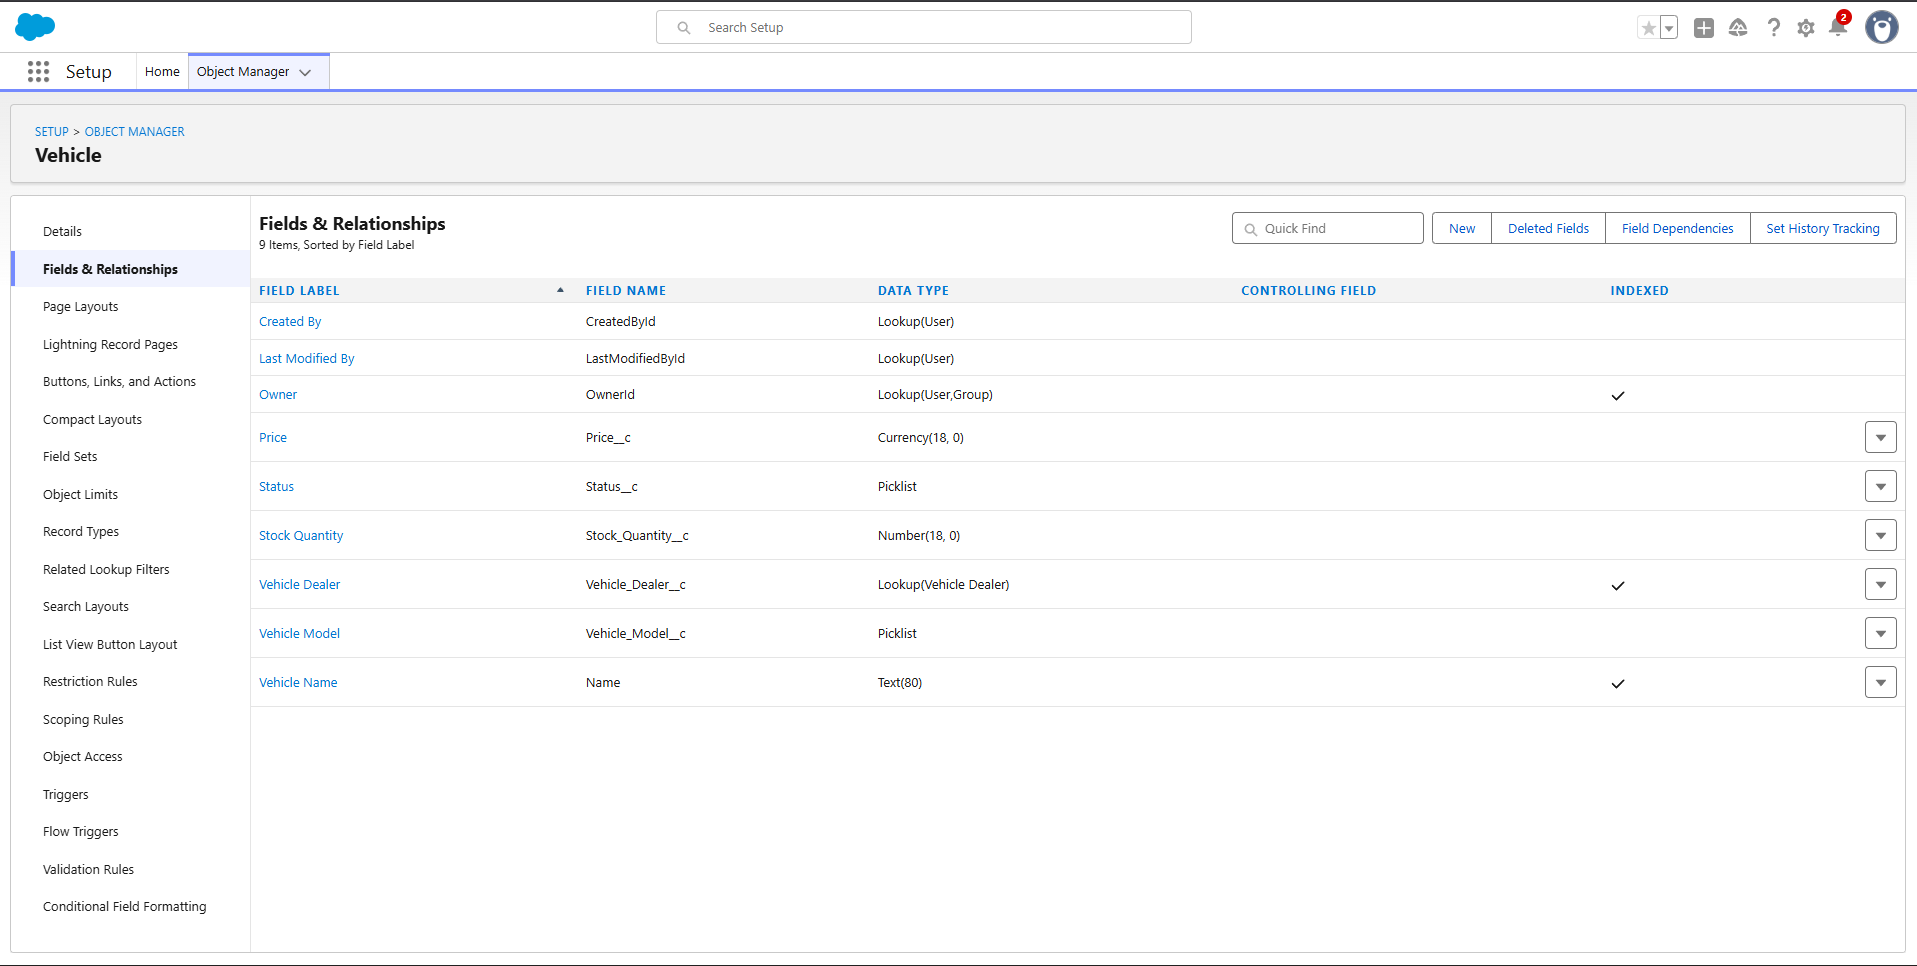 Search Setup
2
Setup
Home
Object Manager
SETUP > OBJECT MANAGER
Vehicle
Details
Fields & Relationships
Page Layouts
Lightning Record Pages
Buttons, Links, and Actions
Compact Layouts
Field Sets
Object Limits
Record Types
Related Lookup Filters
Search Layouts
List View Button Layout
Restriction Rules
Scoping Rules
Object Access
Triggers
Flow Triggers
Validation Rules
Conditional Field Formatting
Fields & Relationships
9 Items, Sorted by Field Label
Quick Find
New
Deleted Fields
Field Dependencies
Set History Tracking
FIELD LABEL FIELD NAME DATA TYPE CONTROLLING FIELD INDEXED
Created By CreatedById Lookup(User)
Last Modified By LastModifiedById Lookup(User)
Owner OwnerId Lookup(User,Group)
Price Price__c Currency(18, 0)
Status Status__c Picklist
Stock Quantity Stock_Quantity__c Number(18, 0)
Vehicle Dealer Vehicle_Dealer__c Lookup(Vehicle Dealer)
Vehicle Model Vehicle_Model__c Picklist
Vehicle Name Name Text(80)